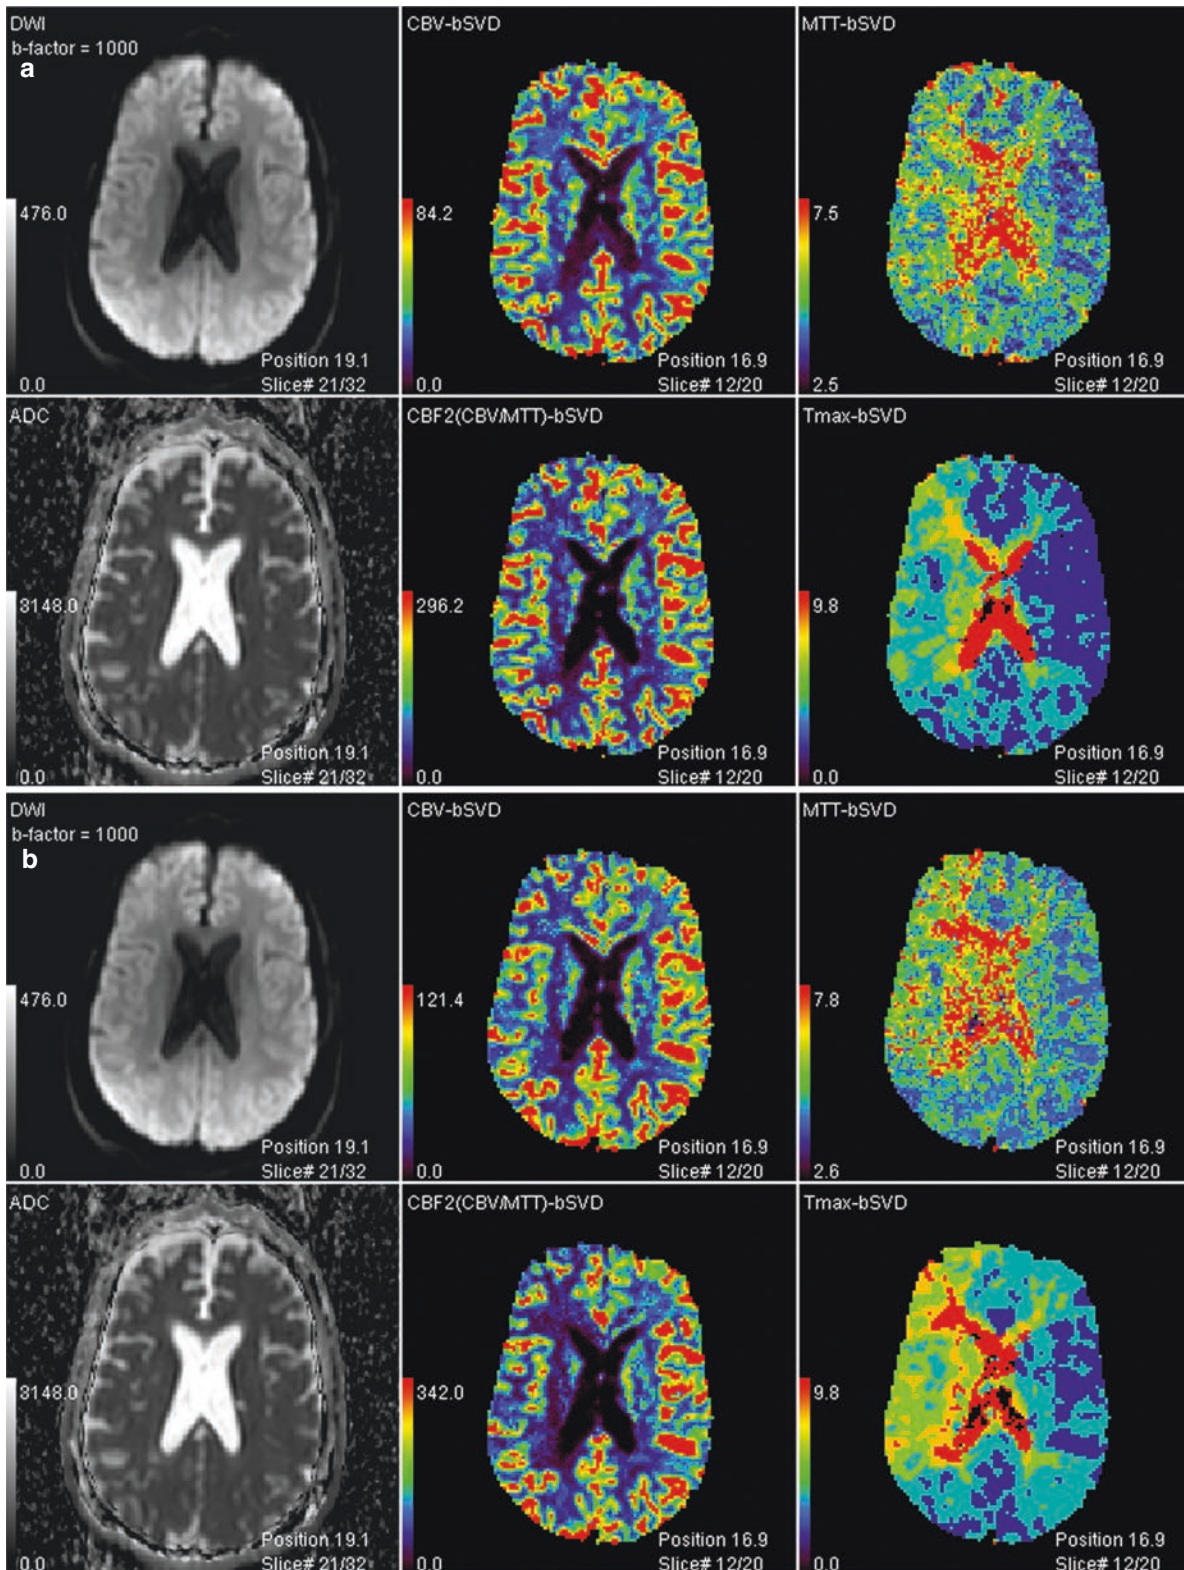 DWI
b-factor = 1000
a
476.0
0.0
Position 19.1
Slice# 21/32
CBV-bSVD
84.2
0.0
Position 16.9
Slice# 12/20
MTT-bSVD
7.5
2.5
Position 16.9
Slice# 12/20
ADC
3148.0
0.0
Position 19.1
Slice# 21/32
CBF2(CBV/MTT)-bSVD
296.2
0.0
Position 16.9
Slice# 12/20
Tmax-bSVD
9.8
0.0
Position 16.9
Slice# 12/20
DWI
b-factor = 1000
b
476.0
0.0
Position 19.1
Slice# 21/32
CBV-bSVD
121.4
0.0
Position 16.9
Slice# 12/20
MTT-bSVD
7.8
2.6
Position 16.9
Slice# 12/20
ADC
3148.0
0.0
Position 19.1
Slice# 21/32
CBF2(CBV/MTT)-bSVD
342.0
0.0
Position 16.9
Slice# 12/20
Tmax-bSVD
9.8
0.0
Position 16.9
Slice# 12/20